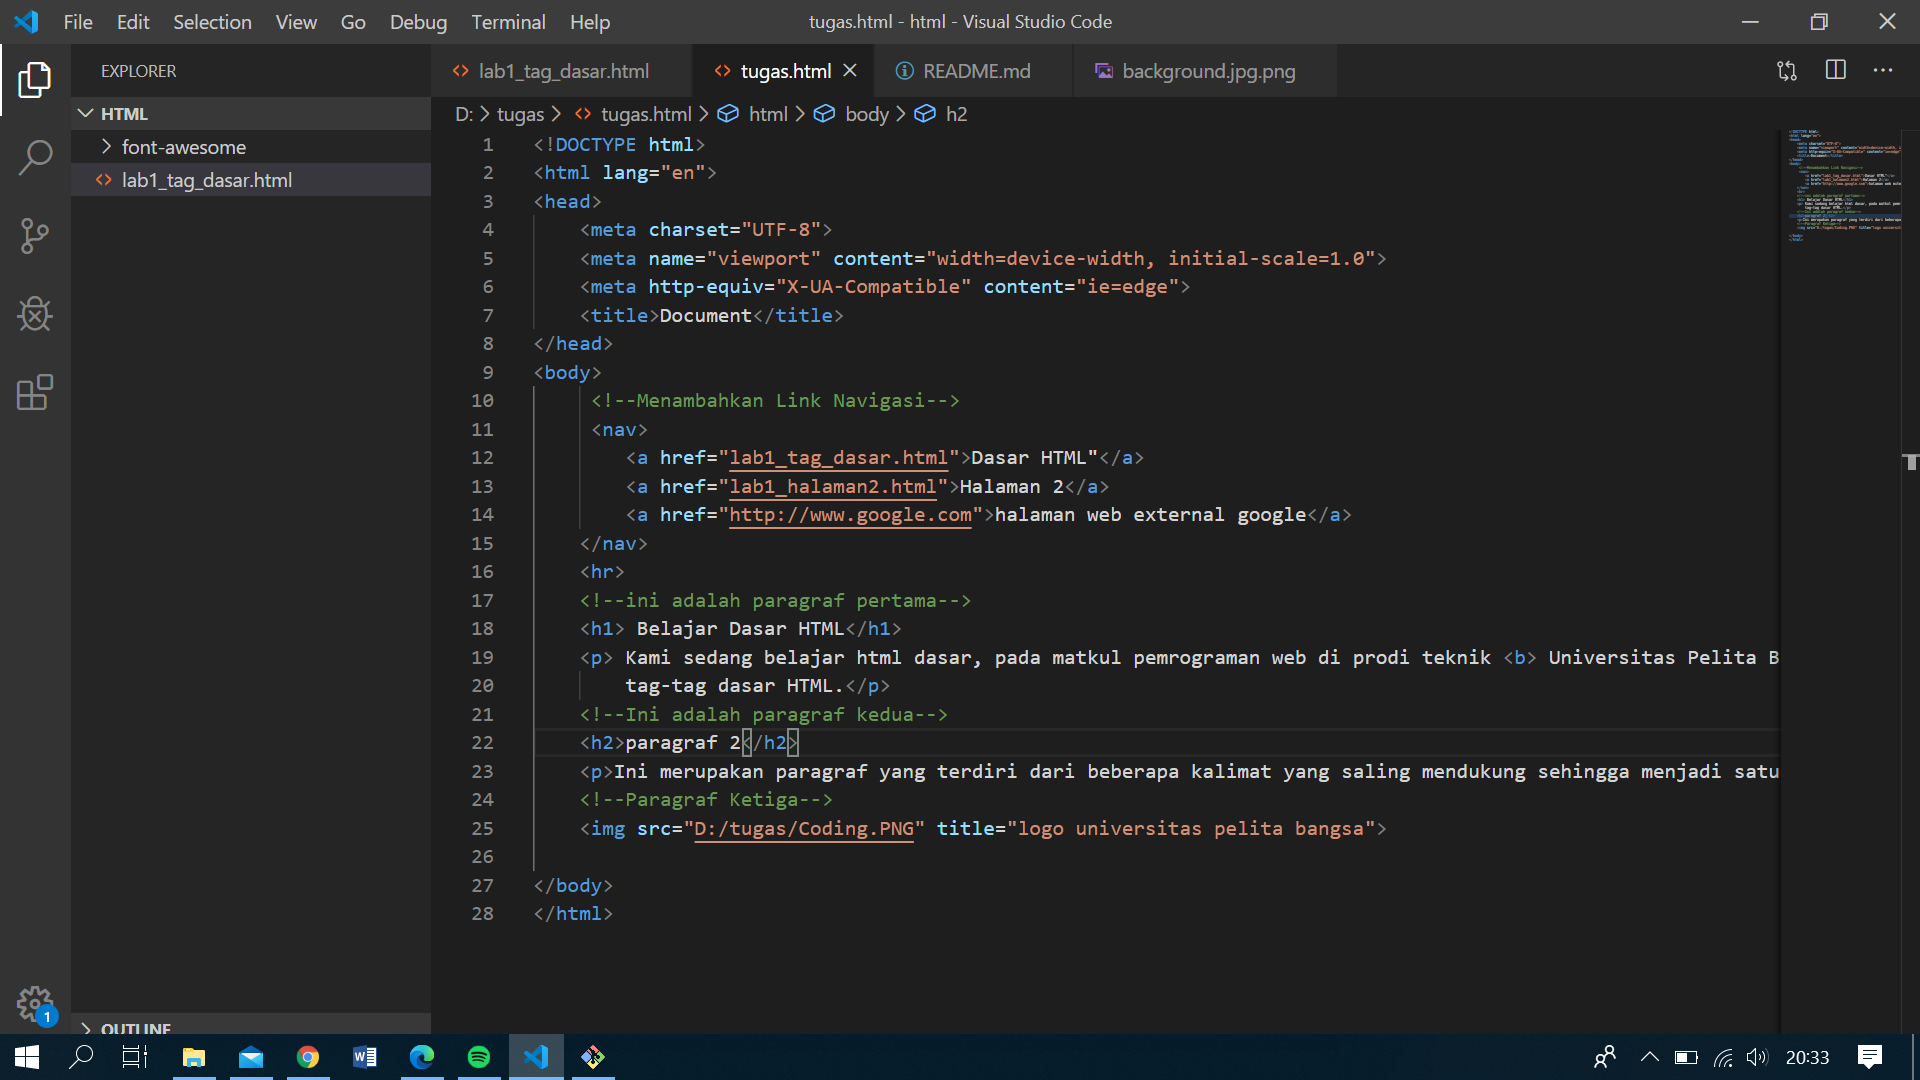 File Edit Selection View Go Debug Terminal Help
tugas.html - html - Visual Studio Code
EXPLORER
HTML
font-awesome
lab1_tag_dasar.html
OUTLINE
lab1_tag_dasar.html tugas.html README.md background.jpg.png
D: > tugas > tugas.html > html > body > h2
1 <!DOCTYPE html>
2 <html lang="en">
3 <head>
4 <meta charset="UTF-8">
5 <meta name="viewport" content="width=device-width, initial-scale=1.0">
6 <meta http-equiv="X-UA-Compatible" content="ie=edge">
7 <title>Document</title>
8 </head>
9 <body>
10 <!--Menambahkan Link Navigasi-->
11 <nav>
12 <a href="lab1_tag_dasar.html">Dasar HTML"</a>
13 <a href="lab1_halaman2.html">Halaman 2</a>
14 <a href="http://www.google.com">halaman web external google</a>
15 </nav>
16 <hr>
17 <!--ini adalah paragraf pertama-->
18 <h1> Belajar Dasar HTML</h1>
19 <p> Kami sedang belajar html dasar, pada matkul pemrograman web di prodi teknik <b> Universitas Pelita B
20 tag-tag dasar HTML.</p>
21 <!--Ini adalah paragraf kedua-->
22 <h2>paragraf 2</h2>
23 <p>Ini merupakan paragraf yang terdiri dari beberapa kalimat yang saling mendukung sehingga menjadi satu
24 <!--Paragraf Ketiga-->
25 <img src="D:/tugas/Coding.PNG" title="logo universitas pelita bangsa">
26
27 </body>
28 </html>
1
20:33